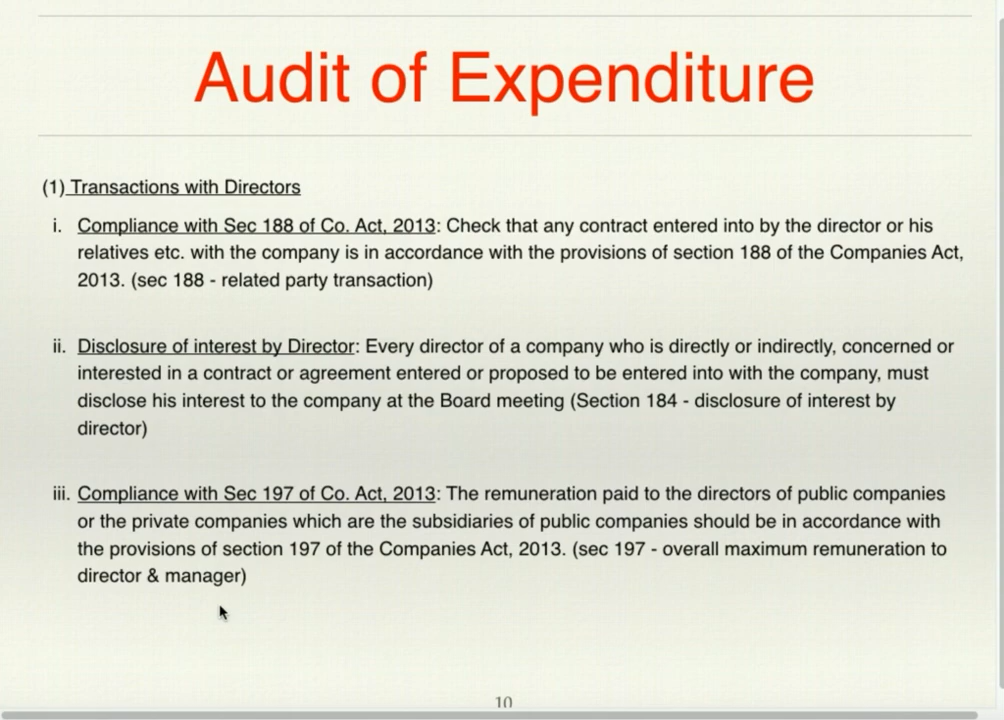 Audit of Expenditure
(1) Transactions with Directors
i. Compliance with Sec 188 of Co. Act, 2013: Check that any contract entered into by the director or his
relatives etc. with the company is in accordance with the provisions of section 188 of the Companies Act,
2013. (sec 188 - related party transaction)
ii. Disclosure of interest by Director: Every director of a company who is directly or indirectly, concerned or
interested in a contract or agreement entered or proposed to be entered into with the company, must
disclose his interest to the company at the Board meeting (Section 184 - disclosure of interest by
director)
iii. Compliance with Sec 197 of Co. Act, 2013: The remuneration paid to the directors of public companies
or the private companies which are the subsidiaries of public companies should be in accordance with
the provisions of section 197 of the Companies Act, 2013. (sec 197 - overall maximum remuneration to
director & manager)
10